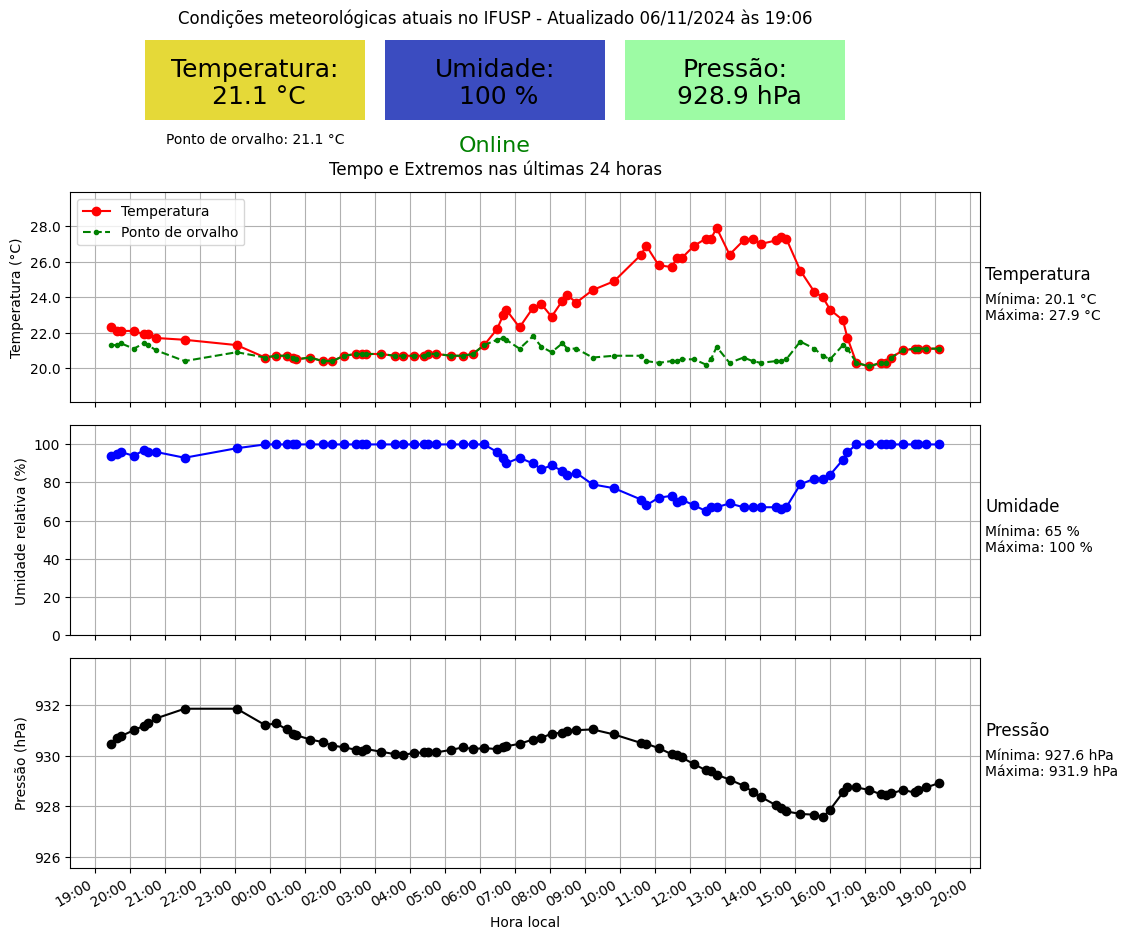 Condições meteorológicas atuais no IFUSP - Atualizado 06/11/2024 às 19:06
Temperatura:
21.1 °C
Umidade:
100 %
Pressão:
928.9 hPa
Ponto de orvalho: 21.1 °C
Online
Tempo e Extremos nas últimas 24 horas
Temperatura
Ponto de orvalho
Temperatura (°C)
28.0
26.0
24.0
22.0
20.0
Temperatura
Mínima: 20.1 °C
Máxima: 27.9 °C
Umidade relativa (%)
100
80
60
40
20
0
Umidade
Mínima: 65 %
Máxima: 100 %
Pressão (hPa)
932
930
928
926
Pressão
Mínima: 927.6 hPa
Máxima: 931.9 hPa
19:00 20:00 21:00 22:00 23:00 00:00 01:00 02:00 03:00 04:00 05:00 06:00 07:00 08:00 09:00 10:00 11:00 12:00 13:00 14:00 15:00 16:00 17:00 18:00 19:00 20:00
Hora local